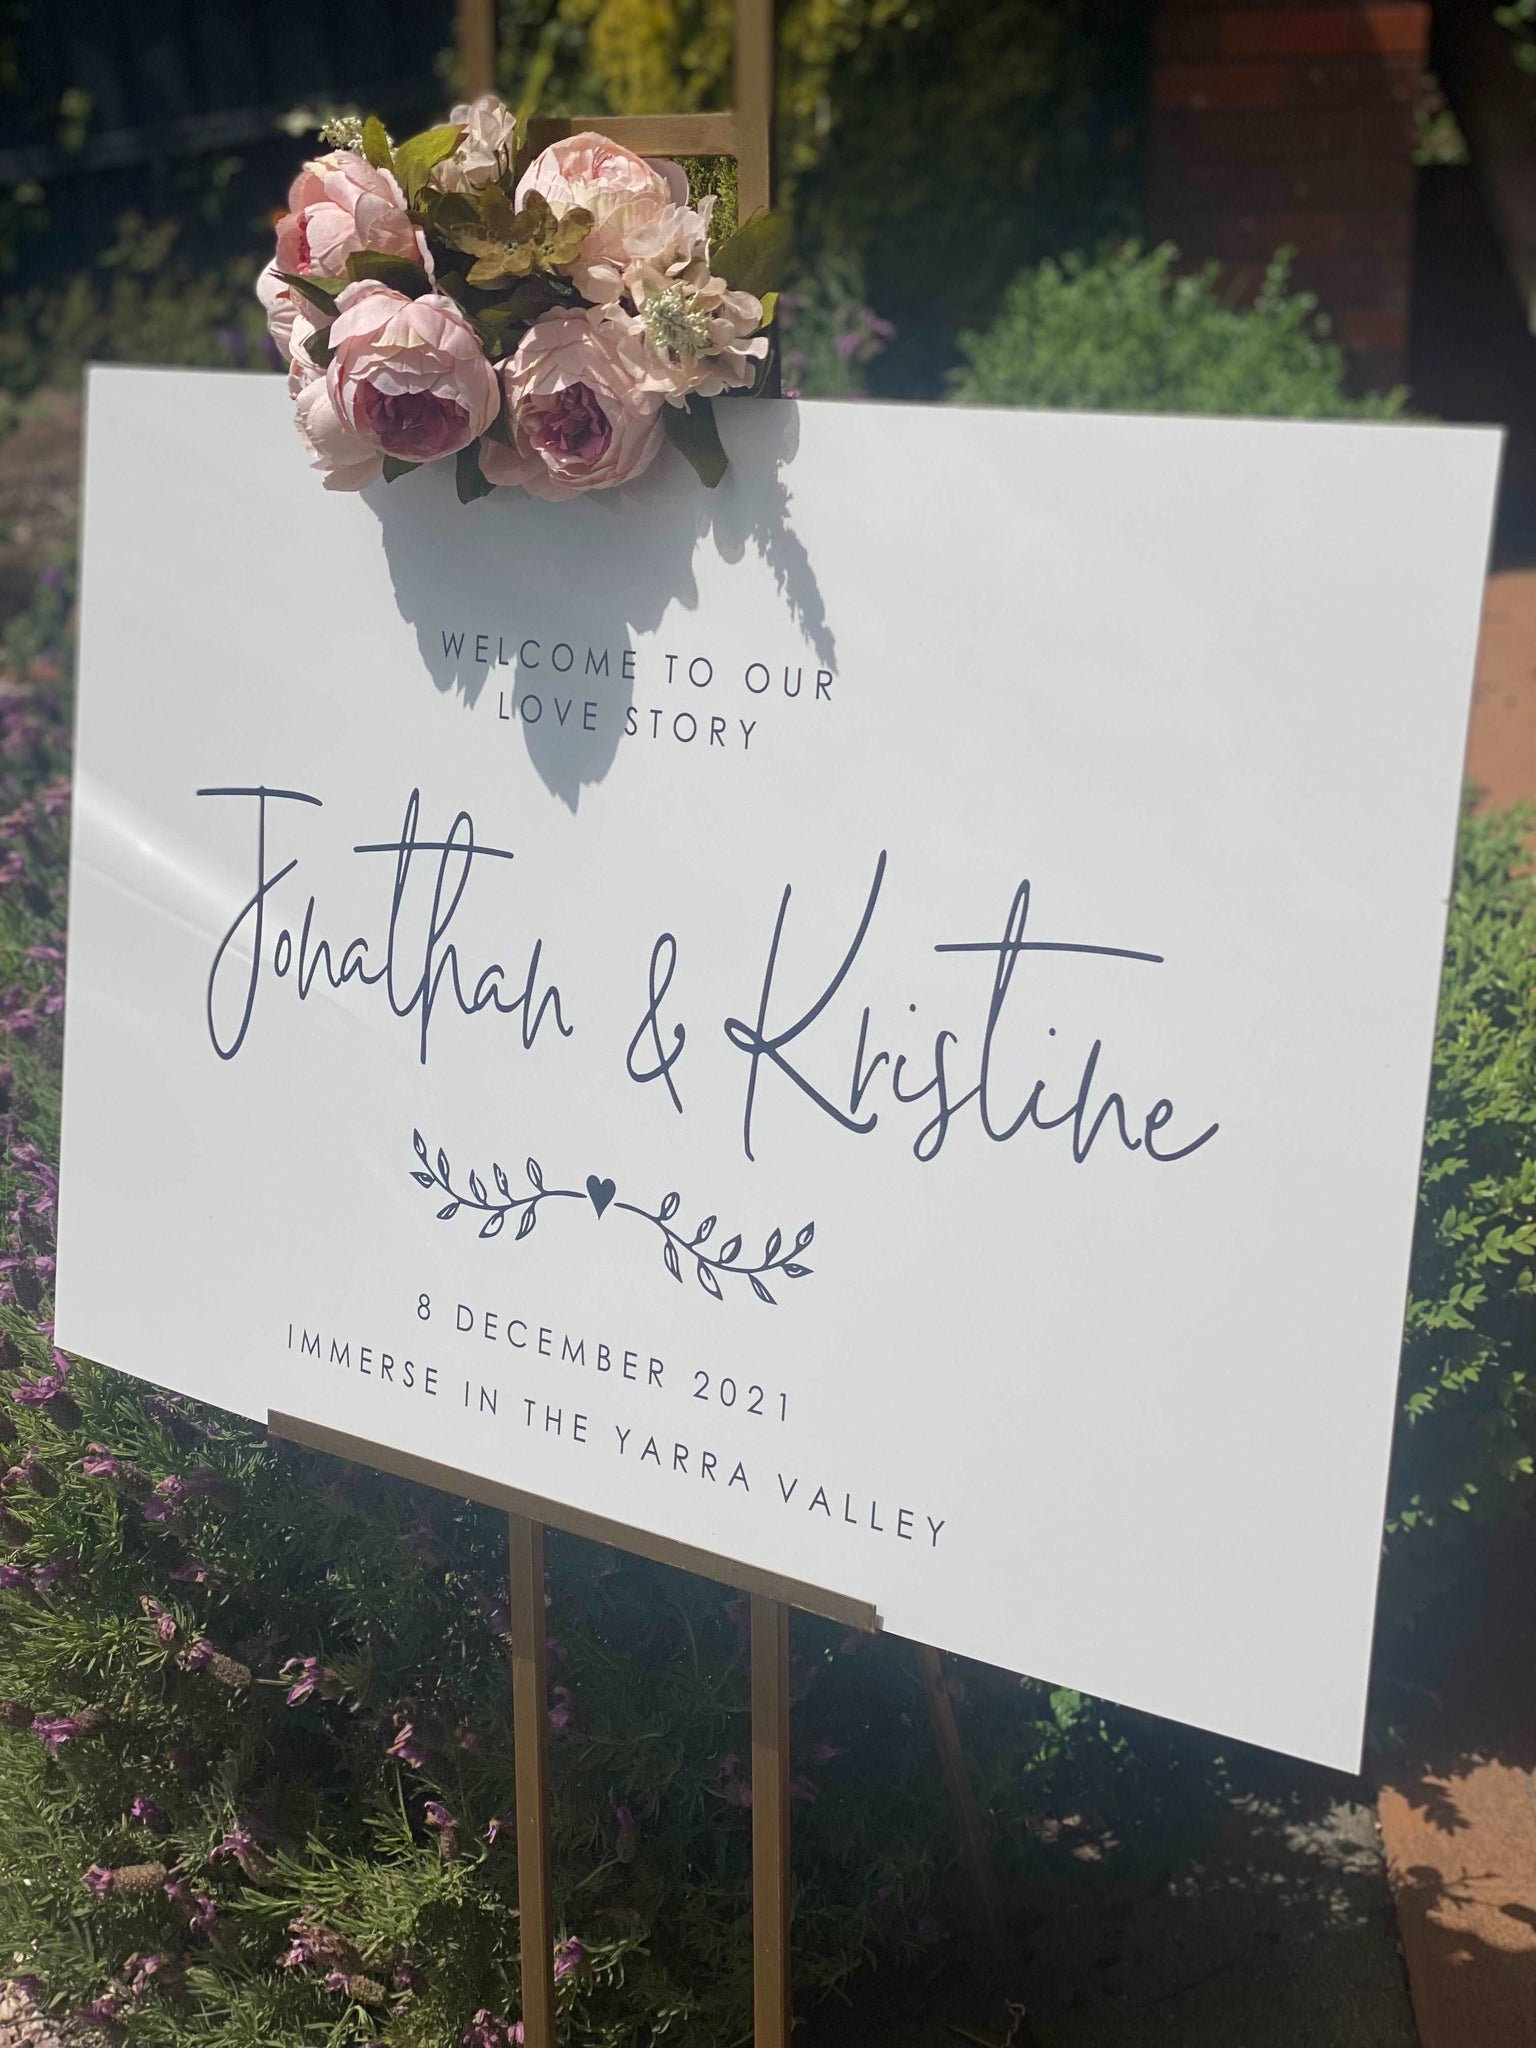 WELCOME TO OUR
LOVE STORY
Jonathan & Kristine
8 DECEMBER 2021
IMMERSE IN THE YARRA VALLEY